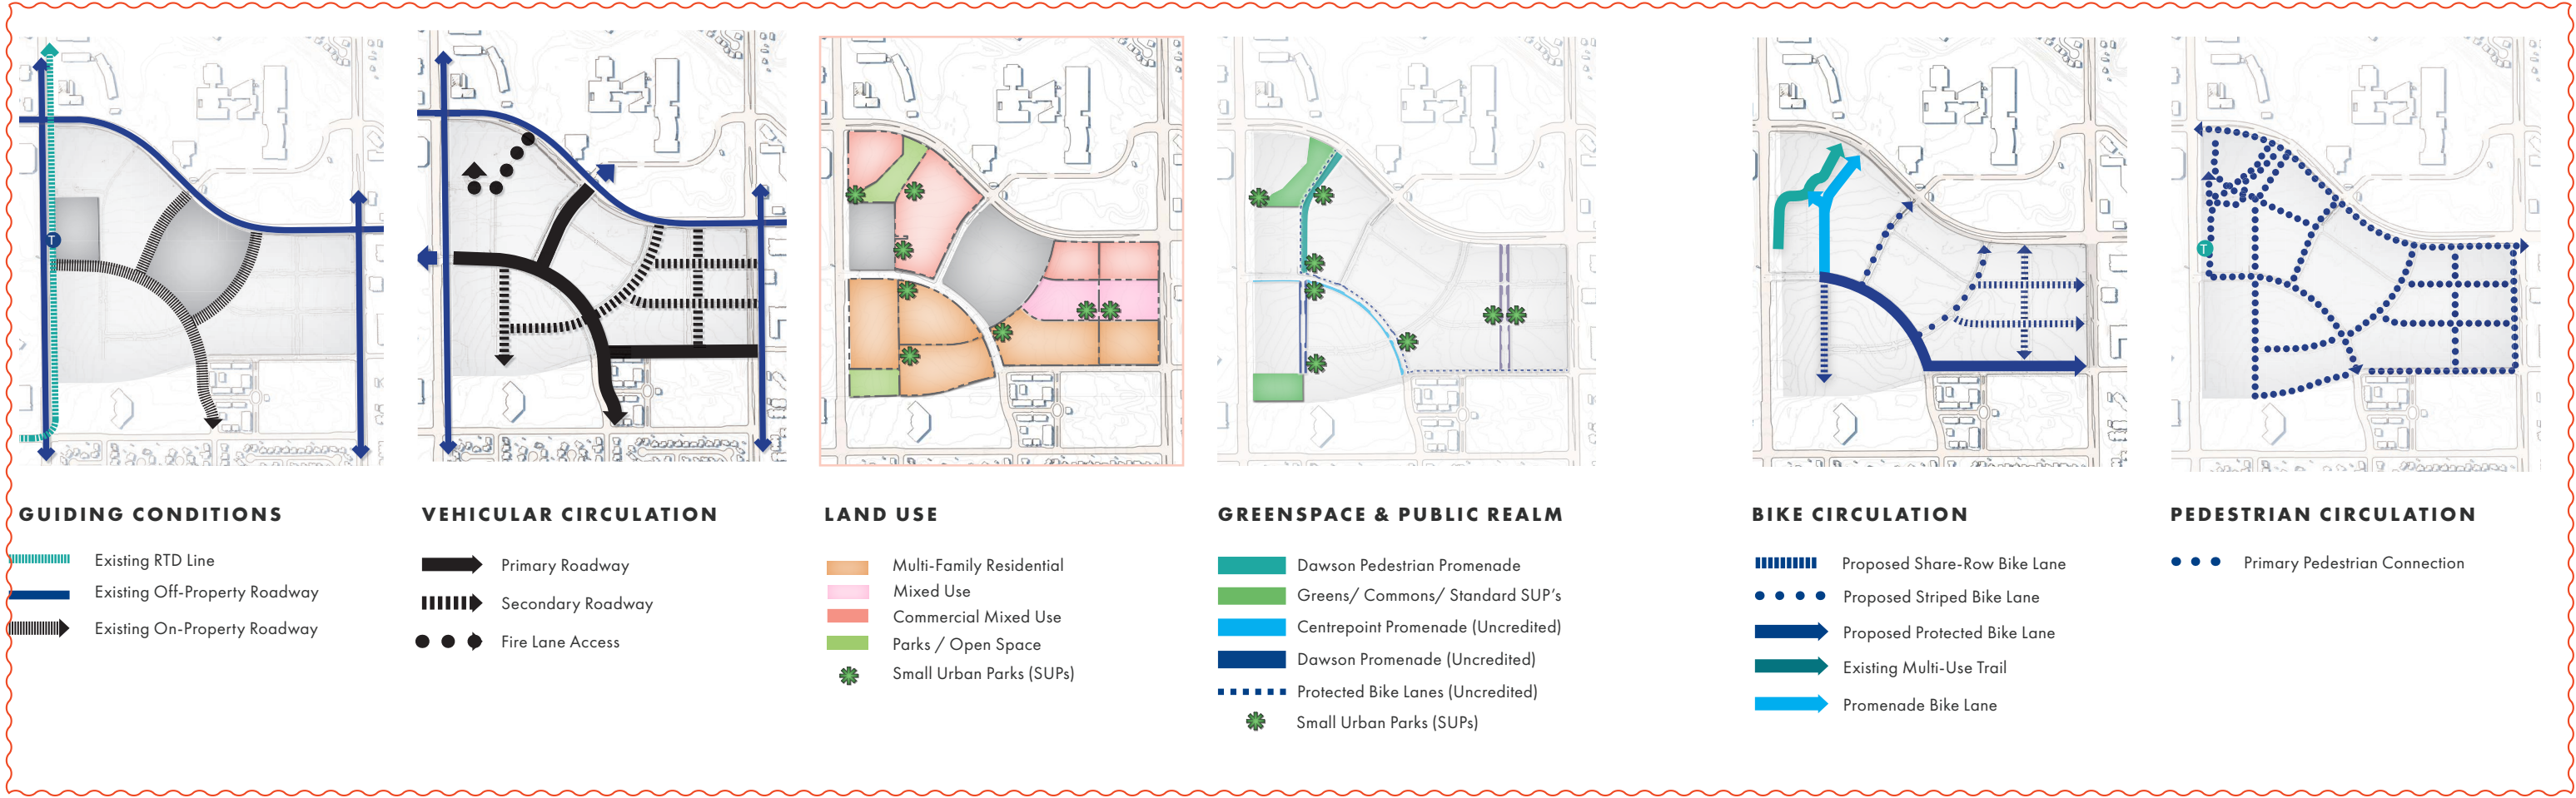 T
T
GUIDING CONDITIONS
Existing RTD Line
Existing Off-Property Roadway
Existing On-Property Roadway
VEHICULAR CIRCULATION
Primary Roadway
Secondary Roadway
Fire Lane Access
LAND USE
Multi-Family Residential
Mixed Use
Commercial Mixed Use
Parks / Open Space
Small Urban Parks (SUPs)
GREENSPACE & PUBLIC REALM
Dawson Pedestrian Promenade
Greens/ Commons/ Standard SUP's
Centrepoint Promenade (Uncredited)
Dawson Promenade (Uncredited)
Protected Bike Lanes (Uncredited)
Small Urban Parks (SUPs)
BIKE CIRCULATION
Proposed Share-Row Bike Lane
Proposed Striped Bike Lane
Proposed Protected Bike Lane
Existing Multi-Use Trail
Promenade Bike Lane
PEDESTRIAN CIRCULATION
Primary Pedestrian Connection